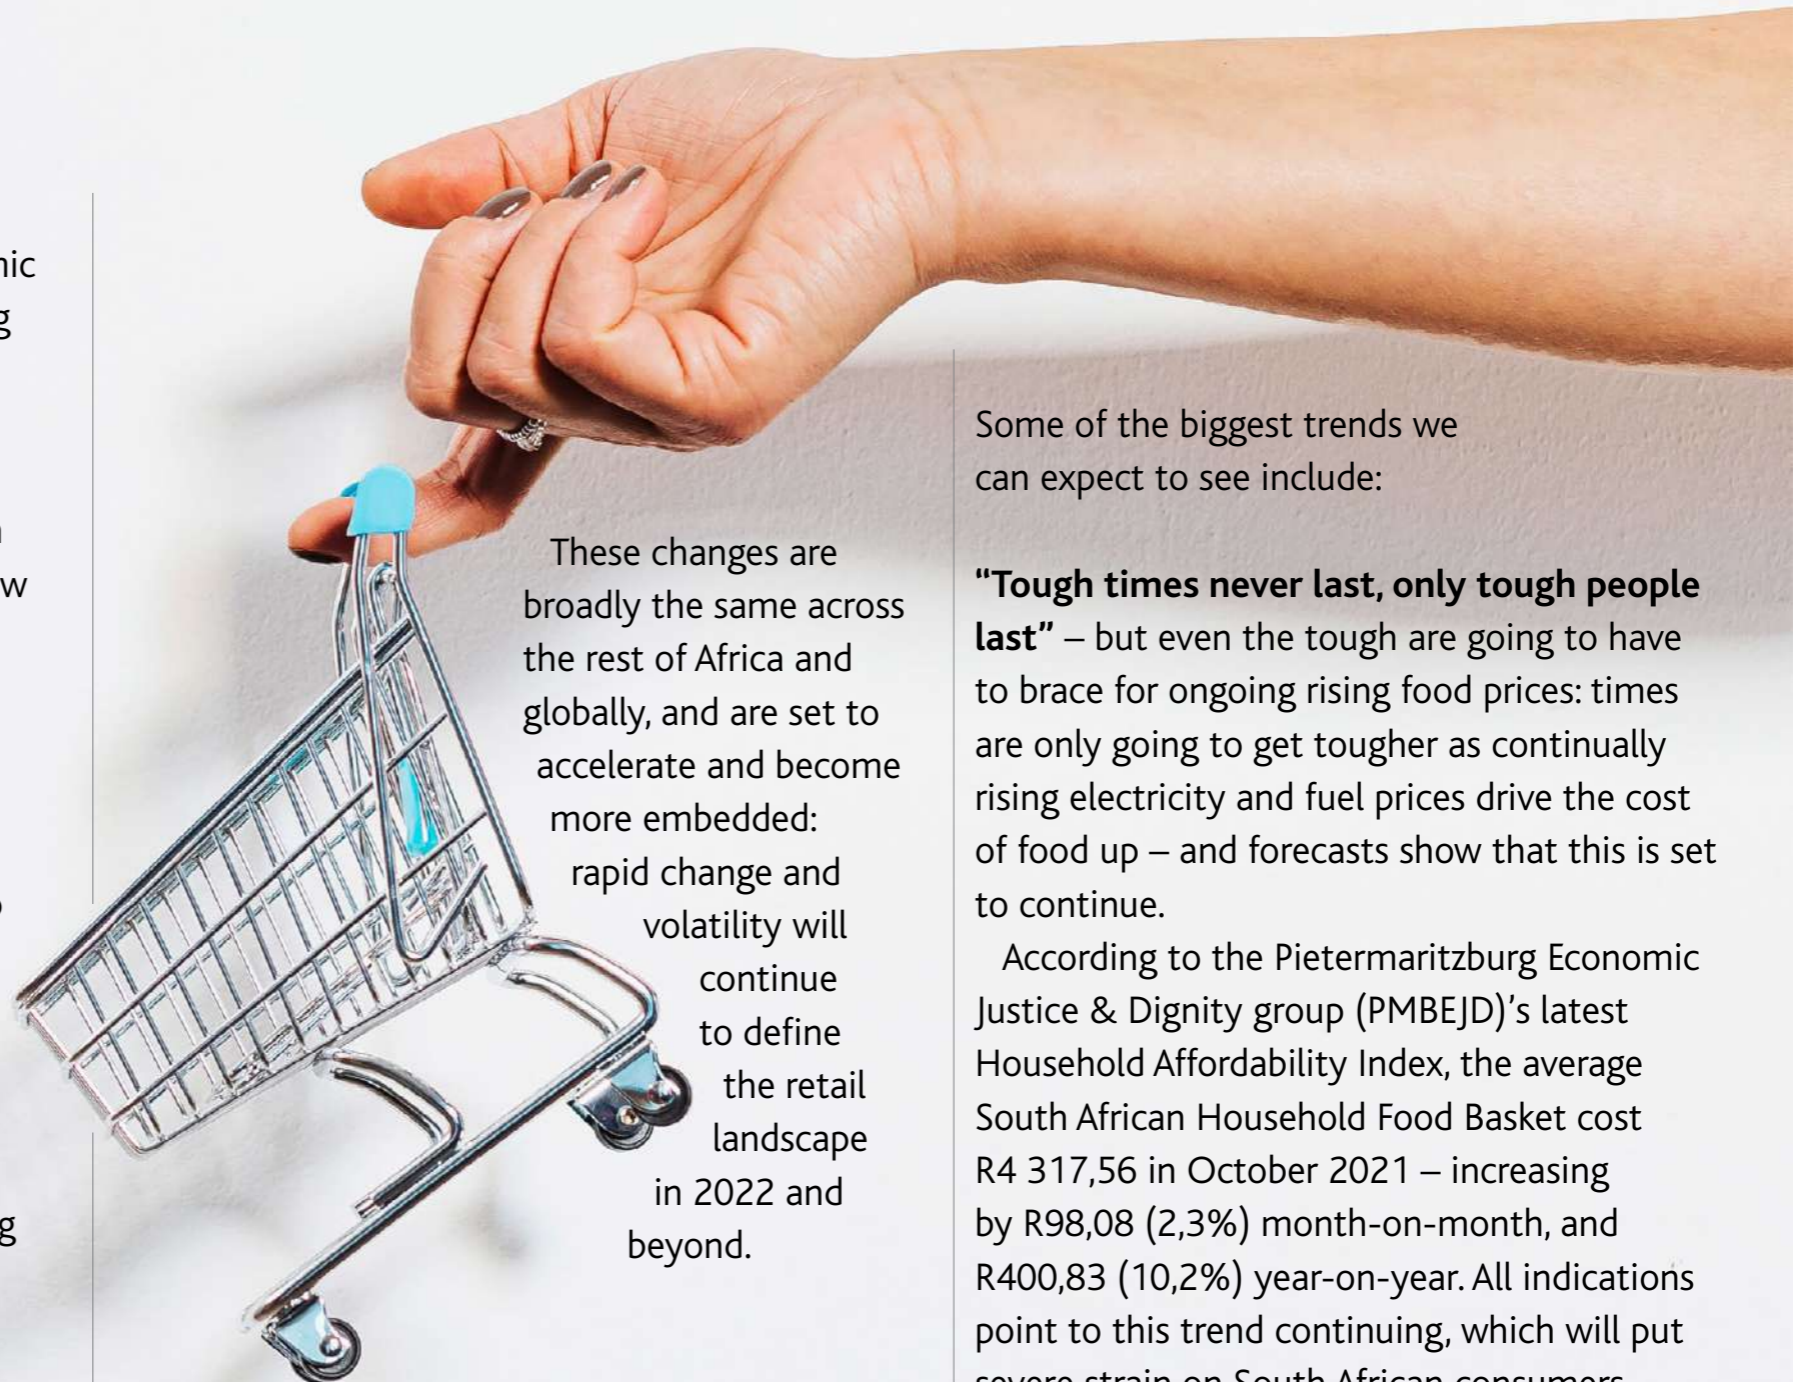 nic
g
w
g
These changes are
broadly the same across
the rest of Africa and
globally, and are set to
accelerate and become
more embedded:
rapid change and
volatility will
continue
to define
the retail
landscape
in 2022 and
beyond.
Some of the biggest trends we
can expect to see include:
“Tough times never last, only tough people
last” – but even the tough are going to have
to brace for ongoing rising food prices: times
are only going to get tougher as continually
rising electricity and fuel prices drive the cost
of food up – and forecasts show that this is set
to continue.
According to the Pietermaritzburg Economic
Justice & Dignity group (PMBEJD)’s latest
Household Affordability Index, the average
South African Household Food Basket cost
R4 317,56 in October 2021 – increasing
by R98,08 (2,3%) month-on-month, and
R400,83 (10,2%) year-on-year. All indications
point to this trend continuing, which will put
severe strain on South African consumers